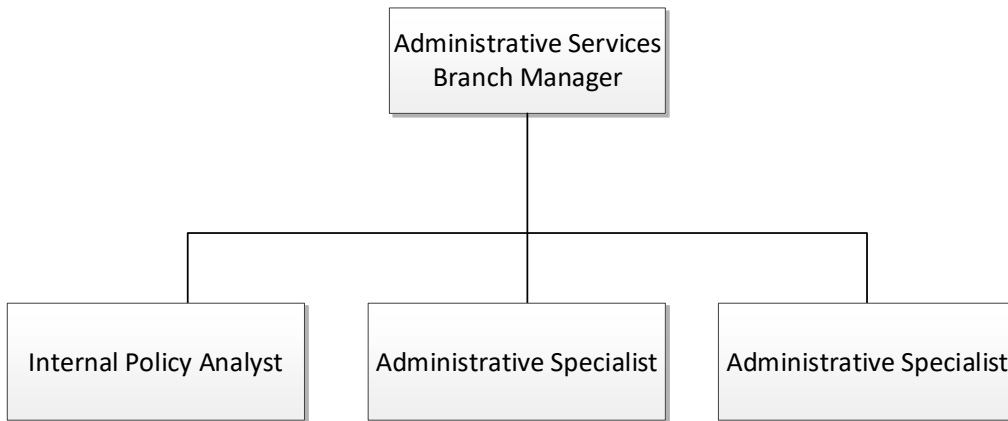 Administrative Services
Branch Manager
Internal Policy Analyst
Administrative Specialist
Administrative Specialist